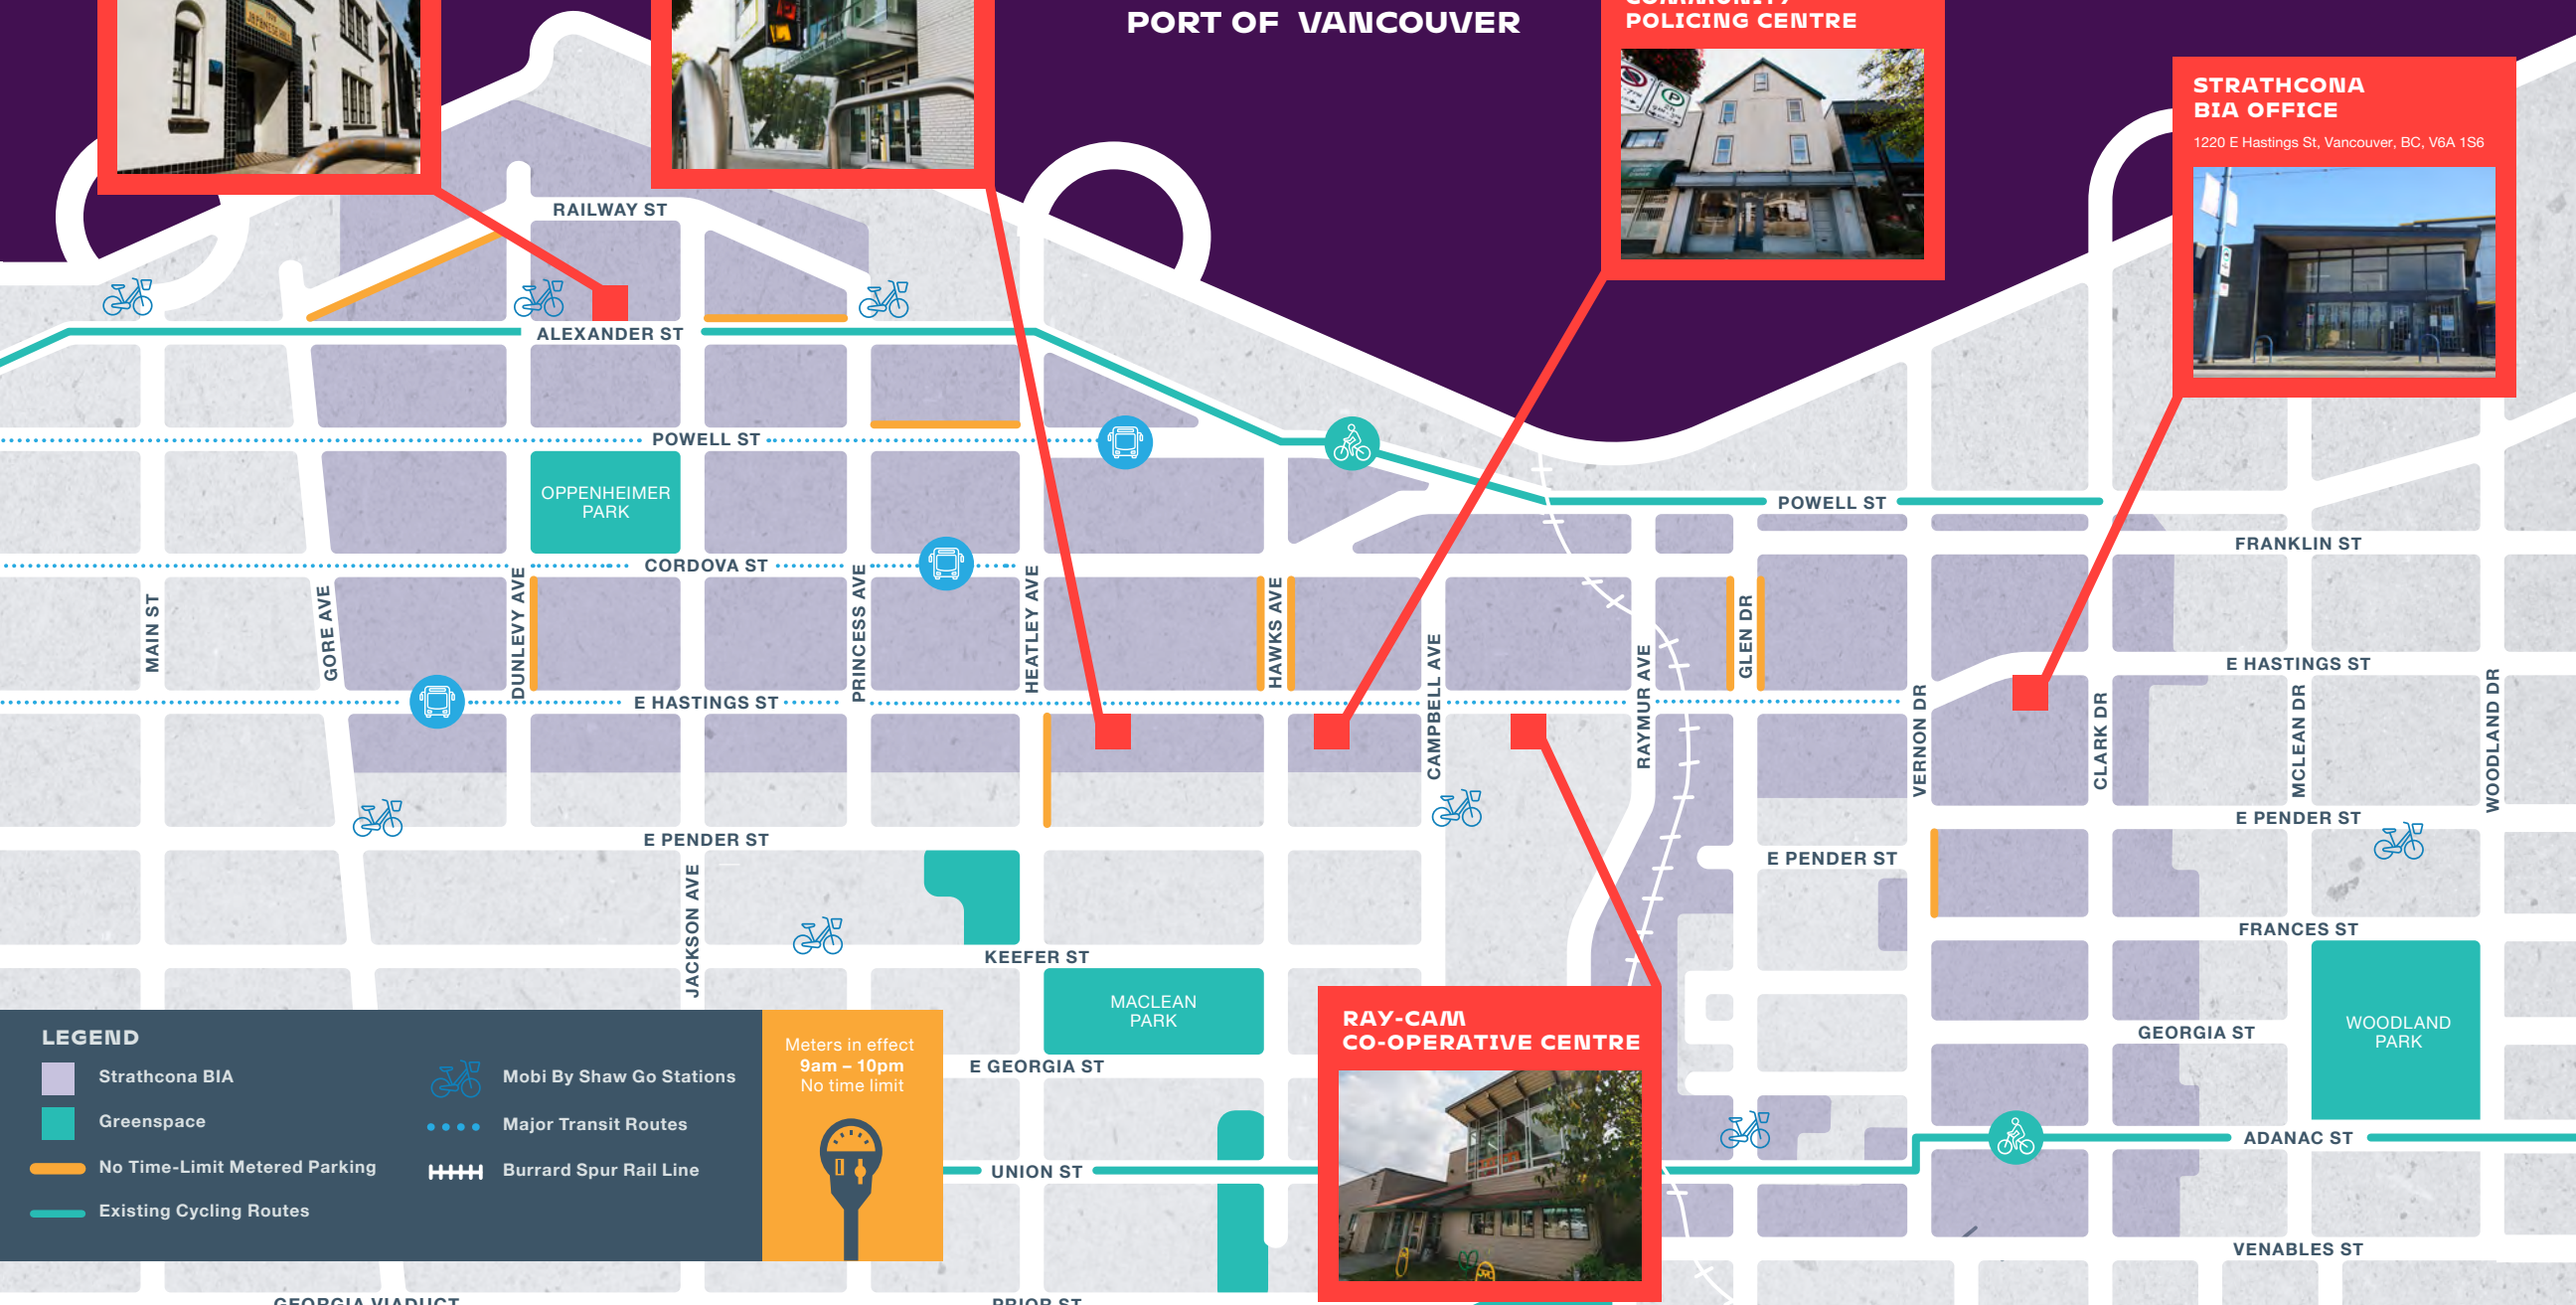 PORT OF VANCOUVER
POLICING CENTRE
STRATHCONA
BIA OFFICE
1220 E Hastings St, Vancouver, BC, V6A 1S6
RAILWAY ST
ALEXANDER ST
POWELL ST
OPPENHEIMER
PARK
POWELL ST
FRANKLIN ST
CORDOVA ST
MAIN ST
GORE AVE
DUNLEVY AVE
PRINCESS AVE
HEATLEY AVE
HAWKS AVE
CAMPBELL AVE
RAYMUR AVE
GLEN DR
VERNON DR
CLARK DR
MCLEAN DR
WOODLAND DR
E HASTINGS ST
E HASTINGS ST
E PENDER ST
E PENDER ST
E PENDER ST
JACKSON AVE
FRANCES ST
KEEFER ST
MACLEAN
PARK
WOODLAND
PARK
GEORGIA ST
E GEORGIA ST
RAY-CAM
CO-OPERATIVE CENTRE
ADANAC ST
UNION ST
VENABLES ST
LEGEND
Strathcona BIA
Greenspace
No Time-Limit Metered Parking
Existing Cycling Routes
Mobi By Shaw Go Stations
Major Transit Routes
Burrard Spur Rail Line
Meters in effect
9am – 10pm
No time limit
GEORGIA VIADUCT
PRIOR ST